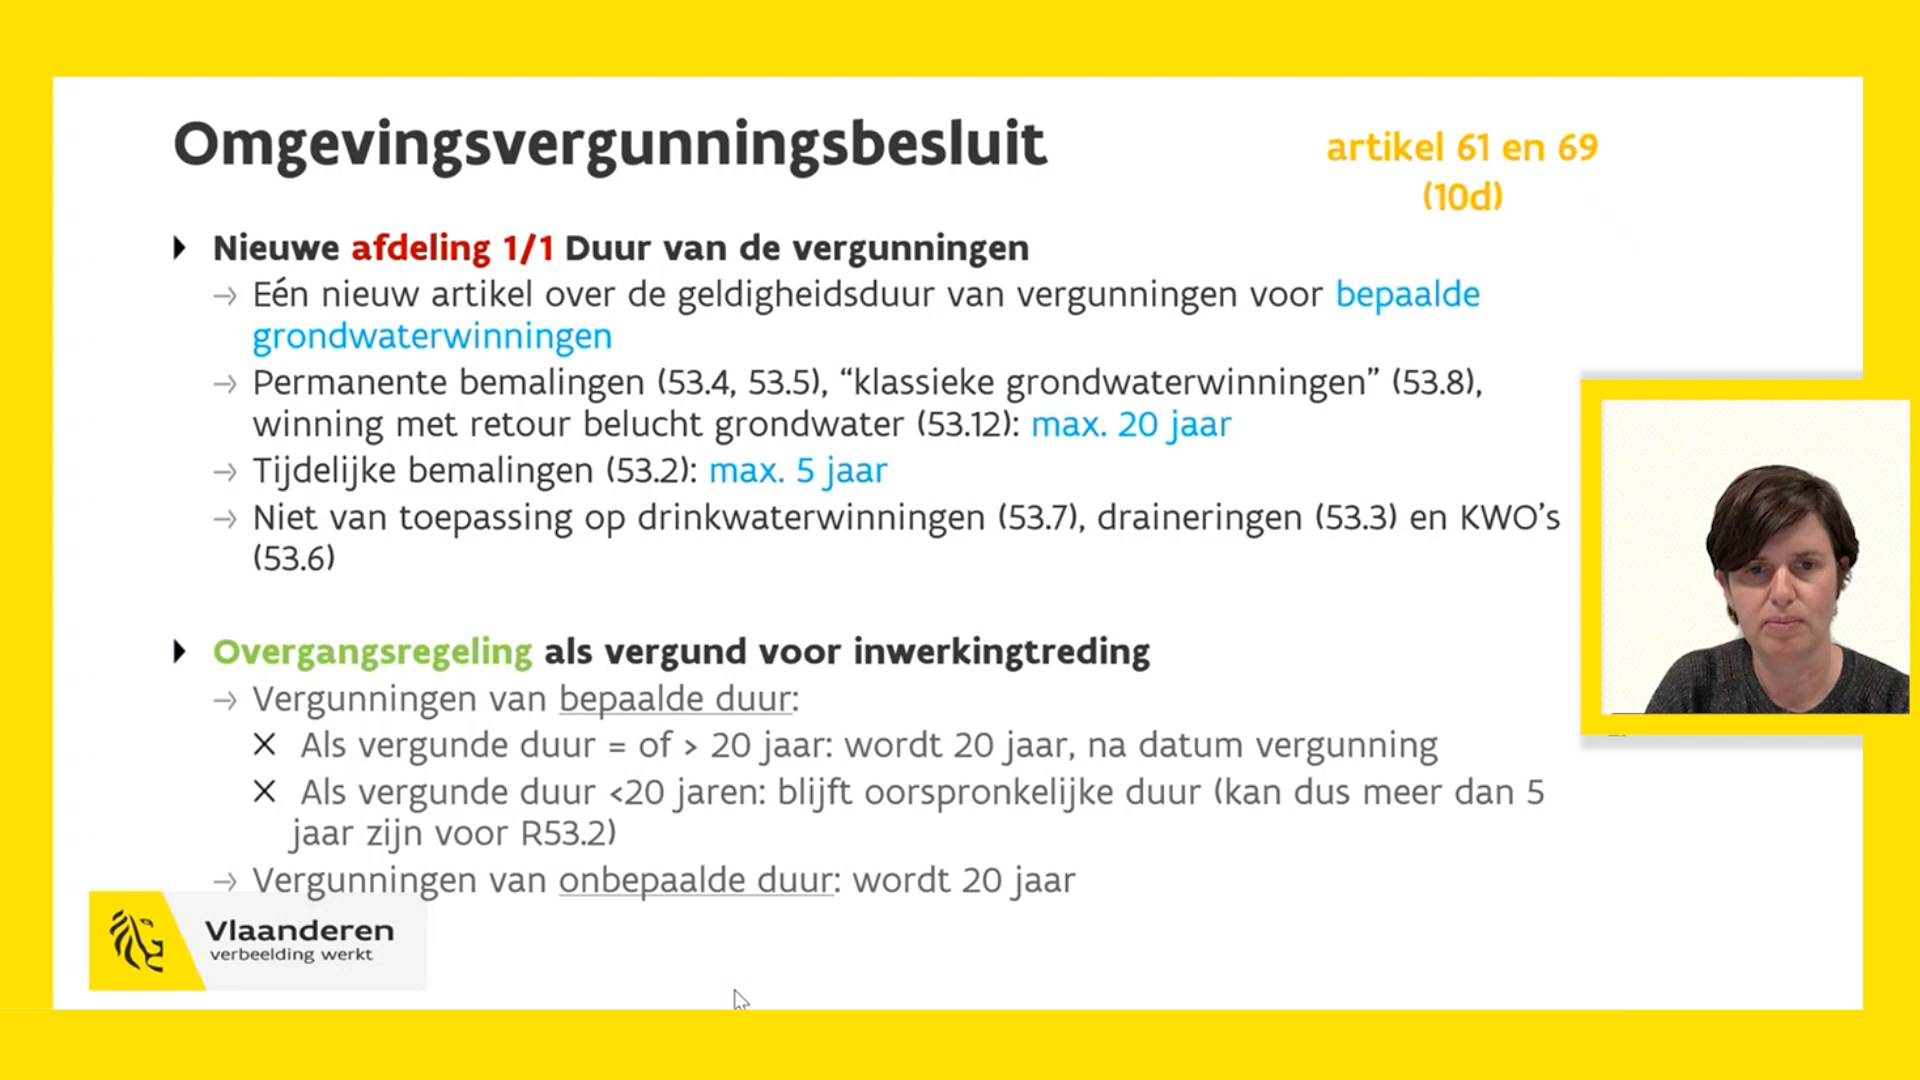 Omgevingsvergunningsbesluit
artikel 61 en 69
(10d)
Nieuwe afdeling 1/1 Duur van de vergunningen
→ Eén nieuw artikel over de geldigheidsduur van vergunningen voor bepaalde
grondwaterwinningen
→ Permanente bemalingen (53.4, 53.5), “klassieke grondwaterwinningen” (53.8),
winning met retour belucht grondwater (53.12): max. 20 jaar
→ Tijdelijke bemalingen (53.2): max. 5 jaar
→ Niet van toepassing op drinkwaterwinningen (53.7), draineringen (53.3) en KWO’s
(53.6)
Overgangsregeling als vergund voor inwerkingtreding
→ Vergunningen van bepaalde duur:
Als vergunde duur = of > 20 jaar: wordt 20 jaar, na datum vergunning
Als vergunde duur <20 jaren: blijft oorspronkelijke duur (kan dus meer dan 5
jaar zijn voor R53.2)
→ Vergunningen van onbepaalde duur: wordt 20 jaar
Vlaanderen
verbeelding werkt